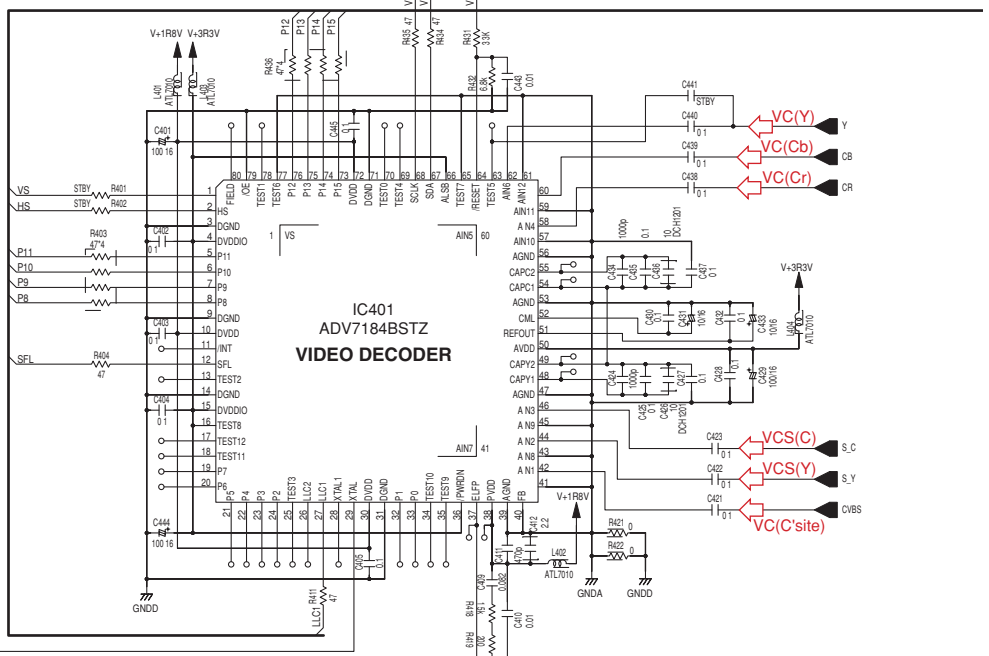 P12 P13 P14 P15
V+1R8V V+3R3V
L401 ATL7010
L403 ATL7010
R436 47*4
R435 47
R434 47
R431 3.3K
R432 6.8k
C443 0.01
C445 0.1
C401 100 16
C441 STBY
C440 0 1
VC(Y) Y
C439 0 1
VC(Cb) CB
C438 0 1
VC(Cr) CR
80 79 78 77 76 75 74 73 72 71 70 69 68 67 66 65 64 63 62 61
FIELD /OE TEST1 TEST6 P12 P13 P14 P15 DVDD DGND TEST0 TEST4 SCLK SDA ALSB TEST7 /RESET TEST5 AIN6 AIN12
VS STBY R401 1
HS STBY R402 2 HS
3 DGND
C402 0 1 4 DVDDIO
P11 R403 47*4 5 P11
P10 6 P10
P9 7 P9
P8 8 P8
9 DGND
C403 0 1 10 DVDD
11 /INT
SFL R404 47 12 SFL
13 TEST2
14 DGND
C404 0 1 15 DVDDIO
16 TEST8
17 TEST12
18 TEST11
19 P7
20 P6
1 VS
AIN5 60
IC401
ADV7184BSTZ
VIDEO DECODER
AIN7 41
60
AIN11 59
A N4 58
AIN10 57
AGND 56
CAPC2 55
CAPC1 54
AGND 53
CML 52
REFOUT 51
AVDD 50
CAPY2 49
CAPY1 48
AGND 47
A N3 46
A N9 45
A N2 44
A N8 43
A N1 42
41
1000p 0.1 10 DCH1201
C434 C435 C436 C437 0.1
V+3R3V
C430 0.1 C431 10/16 C432 0.1 C433 10/16
L404 ATL7010
C424 1000p C425 0.1 C426 10 DCH1201 C427 0.1 C428 0.1 C429 100/16
C423 0 1
VCS(C) S_C
C422 0 1
VCS(Y) S_Y
C421 0 1
CVBS
VC(C'site)
P5 P4 P3 P2 TEST3 LLC2 LLC1 XTAL1 XTAL DVDD DGND P1 P0 TEST10 TEST9 /PWRDN ELFP PVDD AGND FB
21 22 23 24 25 26 27 28 29 30 31 32 33 34 35 36 37 38 39 40
C444 100 16
GNDD
LLC1
R411 47
C405 0.1
C409 0.082
R418 1.5k
R419 200
C410 0.01
C411 470p
C412 2.2
V+1R8V
L402 ATL7010
R421 0
R422 0
GNDA GNDD